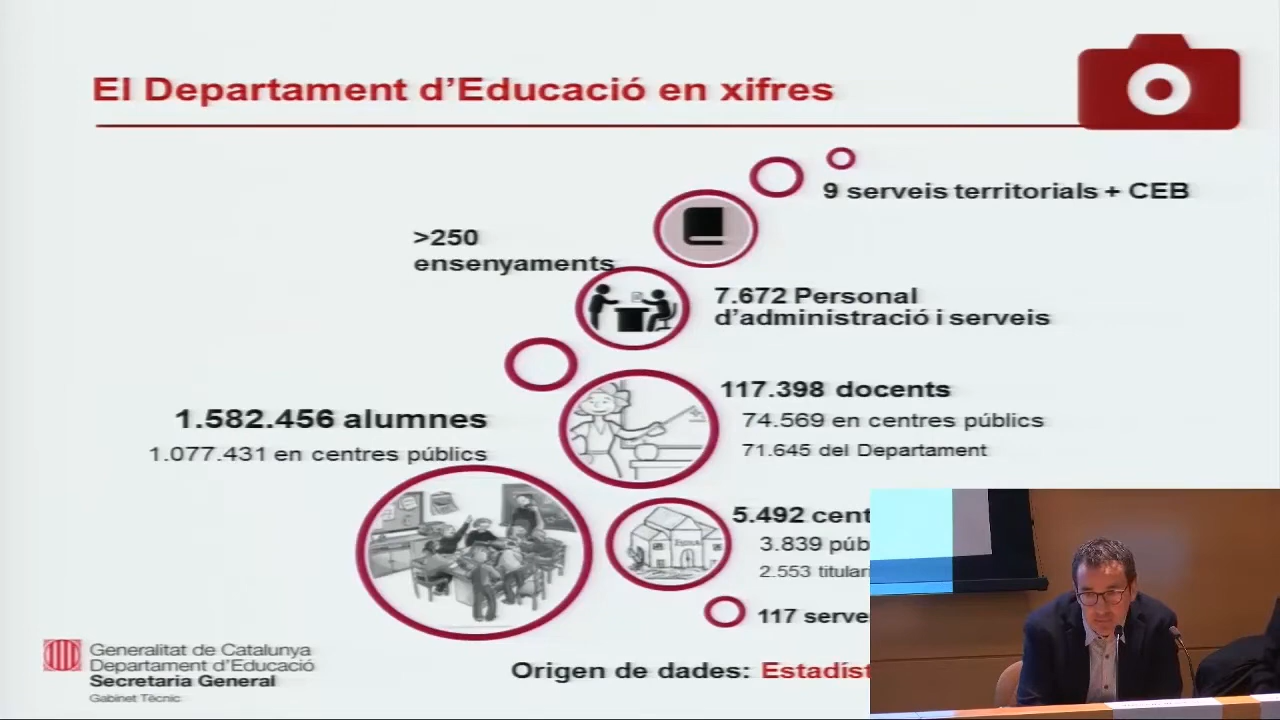 El Departament d'Educació en xifres
9 serveis territorials + CEB
>250
ensenyaments
7.672 Personal
d'administració i serveis
117.398 docents
74.569 en centres públics
71.645 del Departament
1.582.456 alumnes
1.077.431 en centres públics
5.492 cent
3.839 púb
2.553 titular
117 serve
Origen de dades: Estadíst
Generalitat de Catalunya
Departament d'Educació
Secretaria General
Gabinet Tècnic